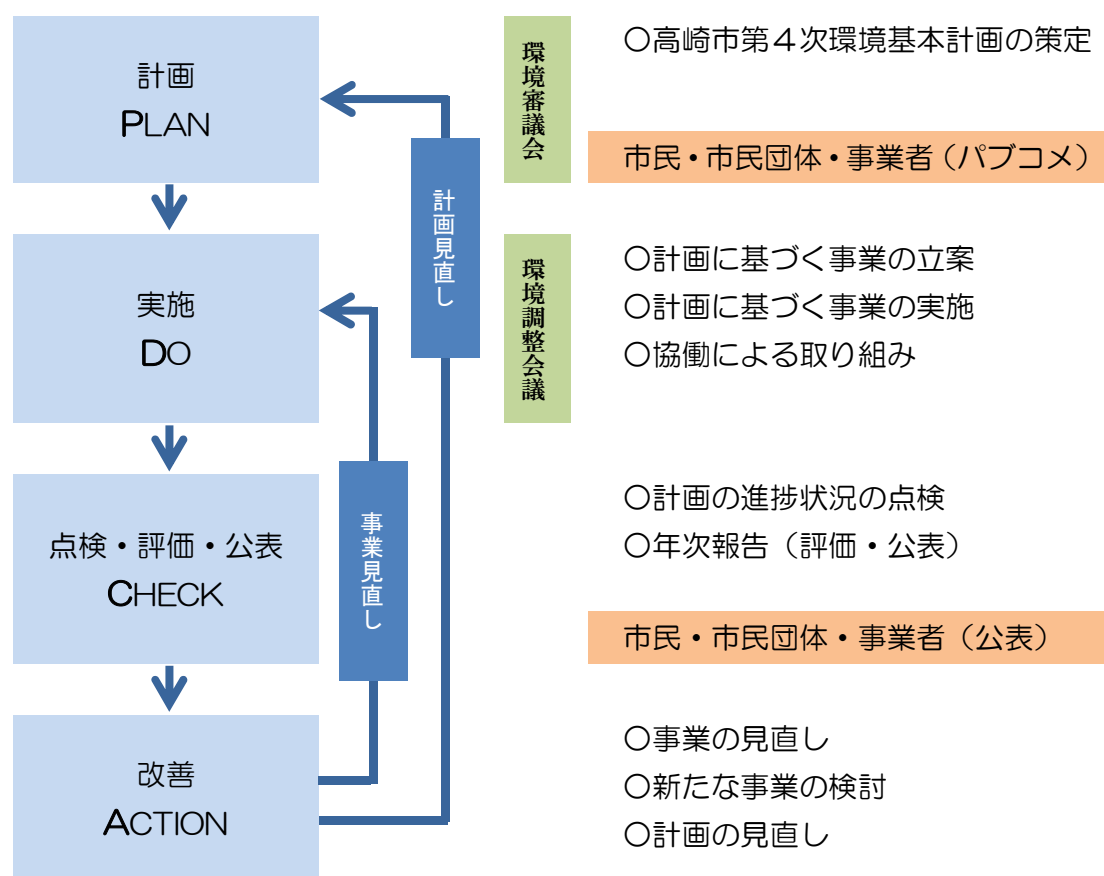 計画
PLAN
環境審議会
〇高崎市第４次環境基本計画の策定
市民・市民団体・事業者（パブコメ）
計画見直し
実施
DO
環境調整会議
〇計画に基づく事業の立案
〇計画に基づく事業の実施
〇協働による取り組み
点検・評価・公表
CHECK
事業見直し
〇計画の進捗状況の点検
〇年次報告（評価・公表）
市民・市民団体・事業者（公表）
改善
ACTION
〇事業の見直し
〇新たな事業の検討
〇計画の見直し